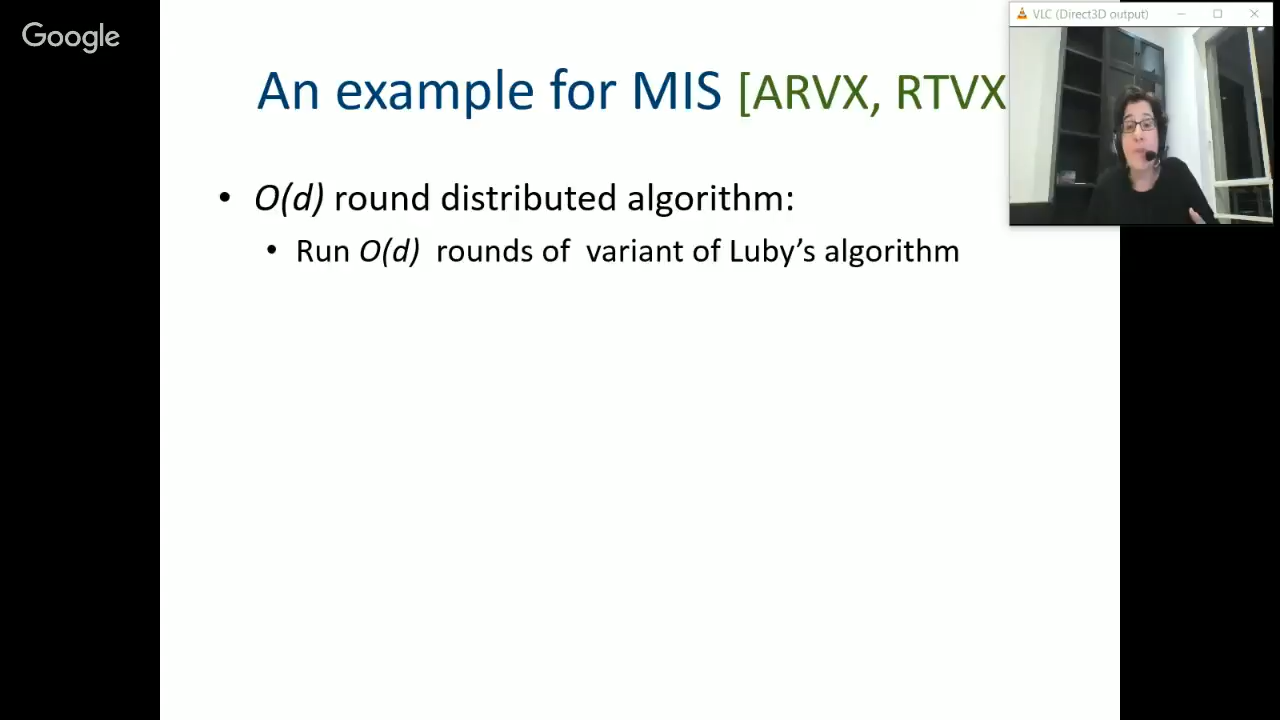 Google
VLC (Direct3D output)
An example for MIS [ARVX, RTVX
• O(d) round distributed algorithm:
• Run O(d) rounds of variant of Luby’s algorithm